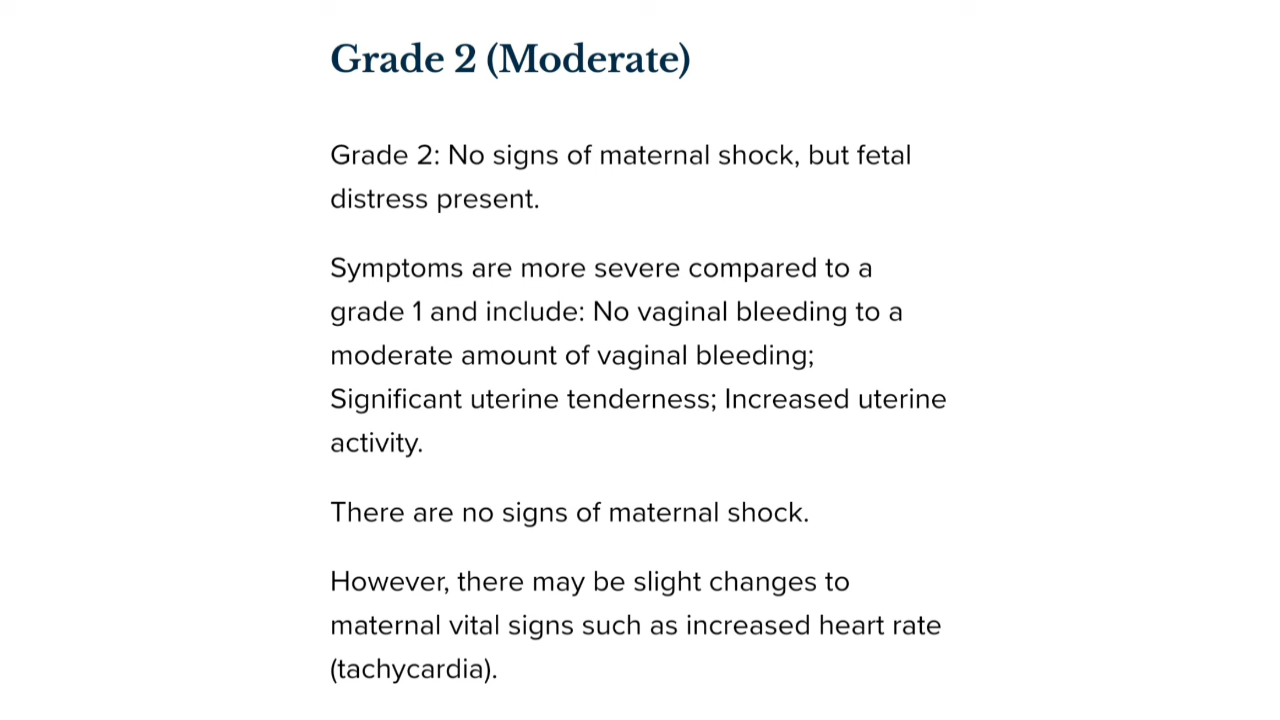 Grade 2 (Moderate)
Grade 2: No signs of maternal shock, but fetal
distress present.
Symptoms are more severe compared to a
grade 1 and include: No vaginal bleeding to a
moderate amount of vaginal bleeding;
Significant uterine tenderness; Increased uterine
activity.
There are no signs of maternal shock.
However, there may be slight changes to
maternal vital signs such as increased heart rate
(tachycardia).